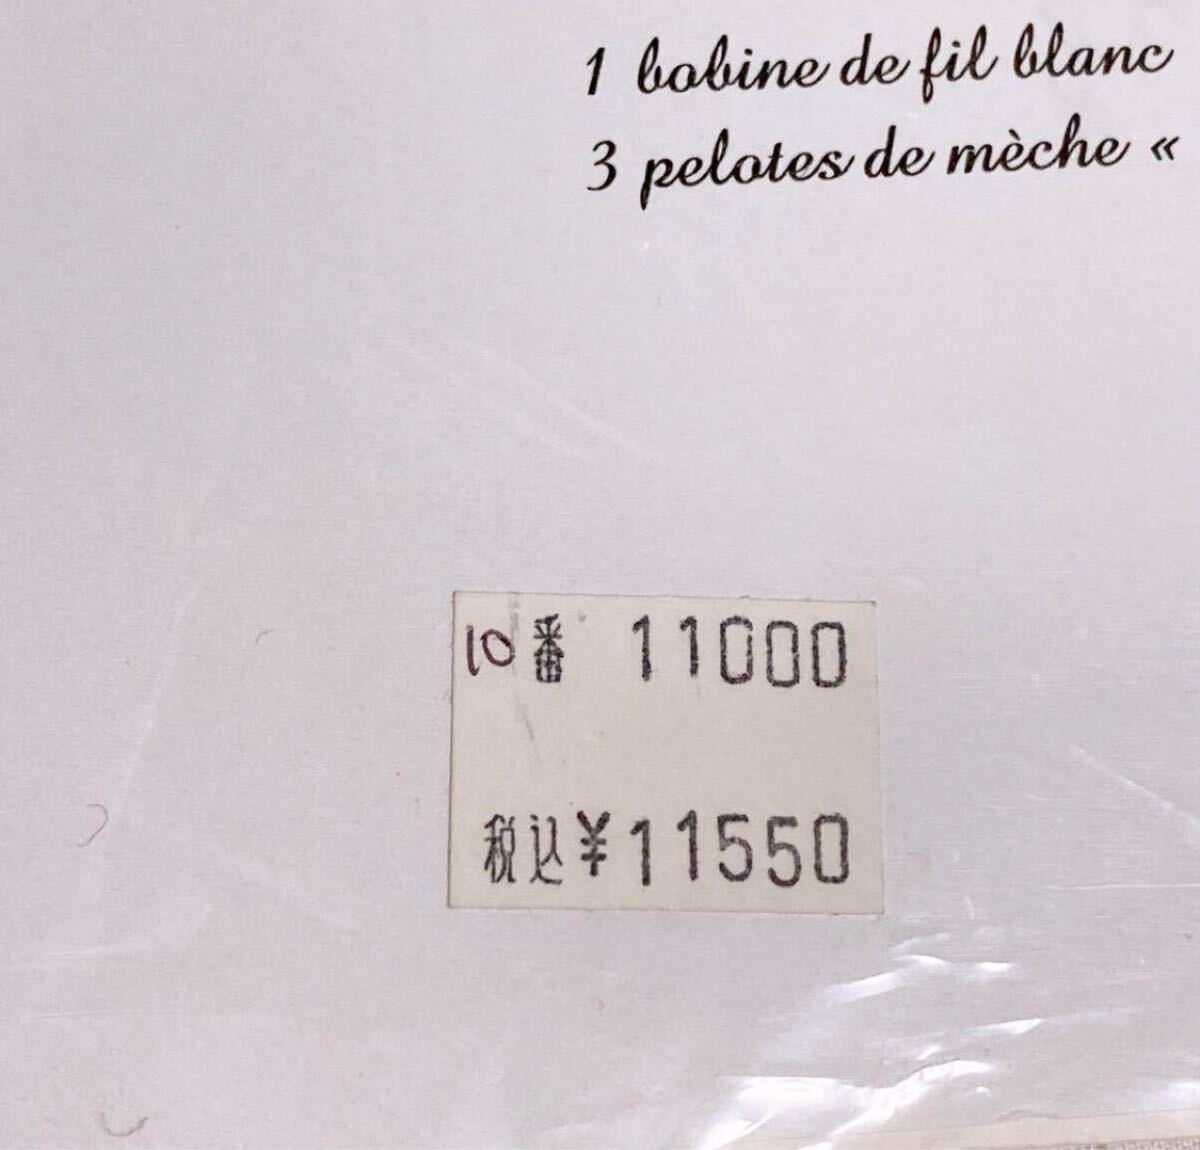 1 bobine de fil blanc
3 pelotes de mèche «
10番 11000
税込¥11550